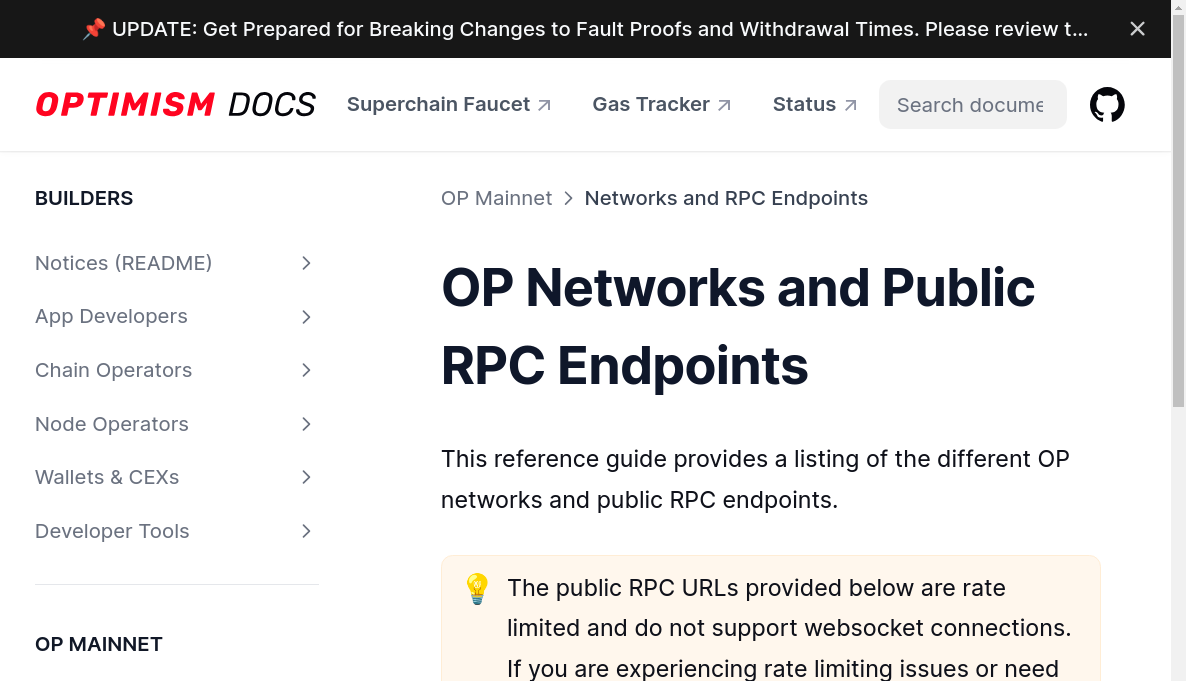 📌 UPDATE: Get Prepared for Breaking Changes to Fault Proofs and Withdrawal Times. Please review t...
OPTIMISM DOCS
Superchain Faucet
Gas Tracker
Status
Search docume
BUILDERS
Notices (README)
App Developers
Chain Operators
Node Operators
Wallets & CEXs
Developer Tools
OP MAINNET
OP Mainnet > Networks and RPC Endpoints
OP Networks and Public
RPC Endpoints
This reference guide provides a listing of the different OP
networks and public RPC endpoints.
💡 The public RPC URLs provided below are rate
limited and do not support websocket connections.
If you are experiencing rate limiting issues or need